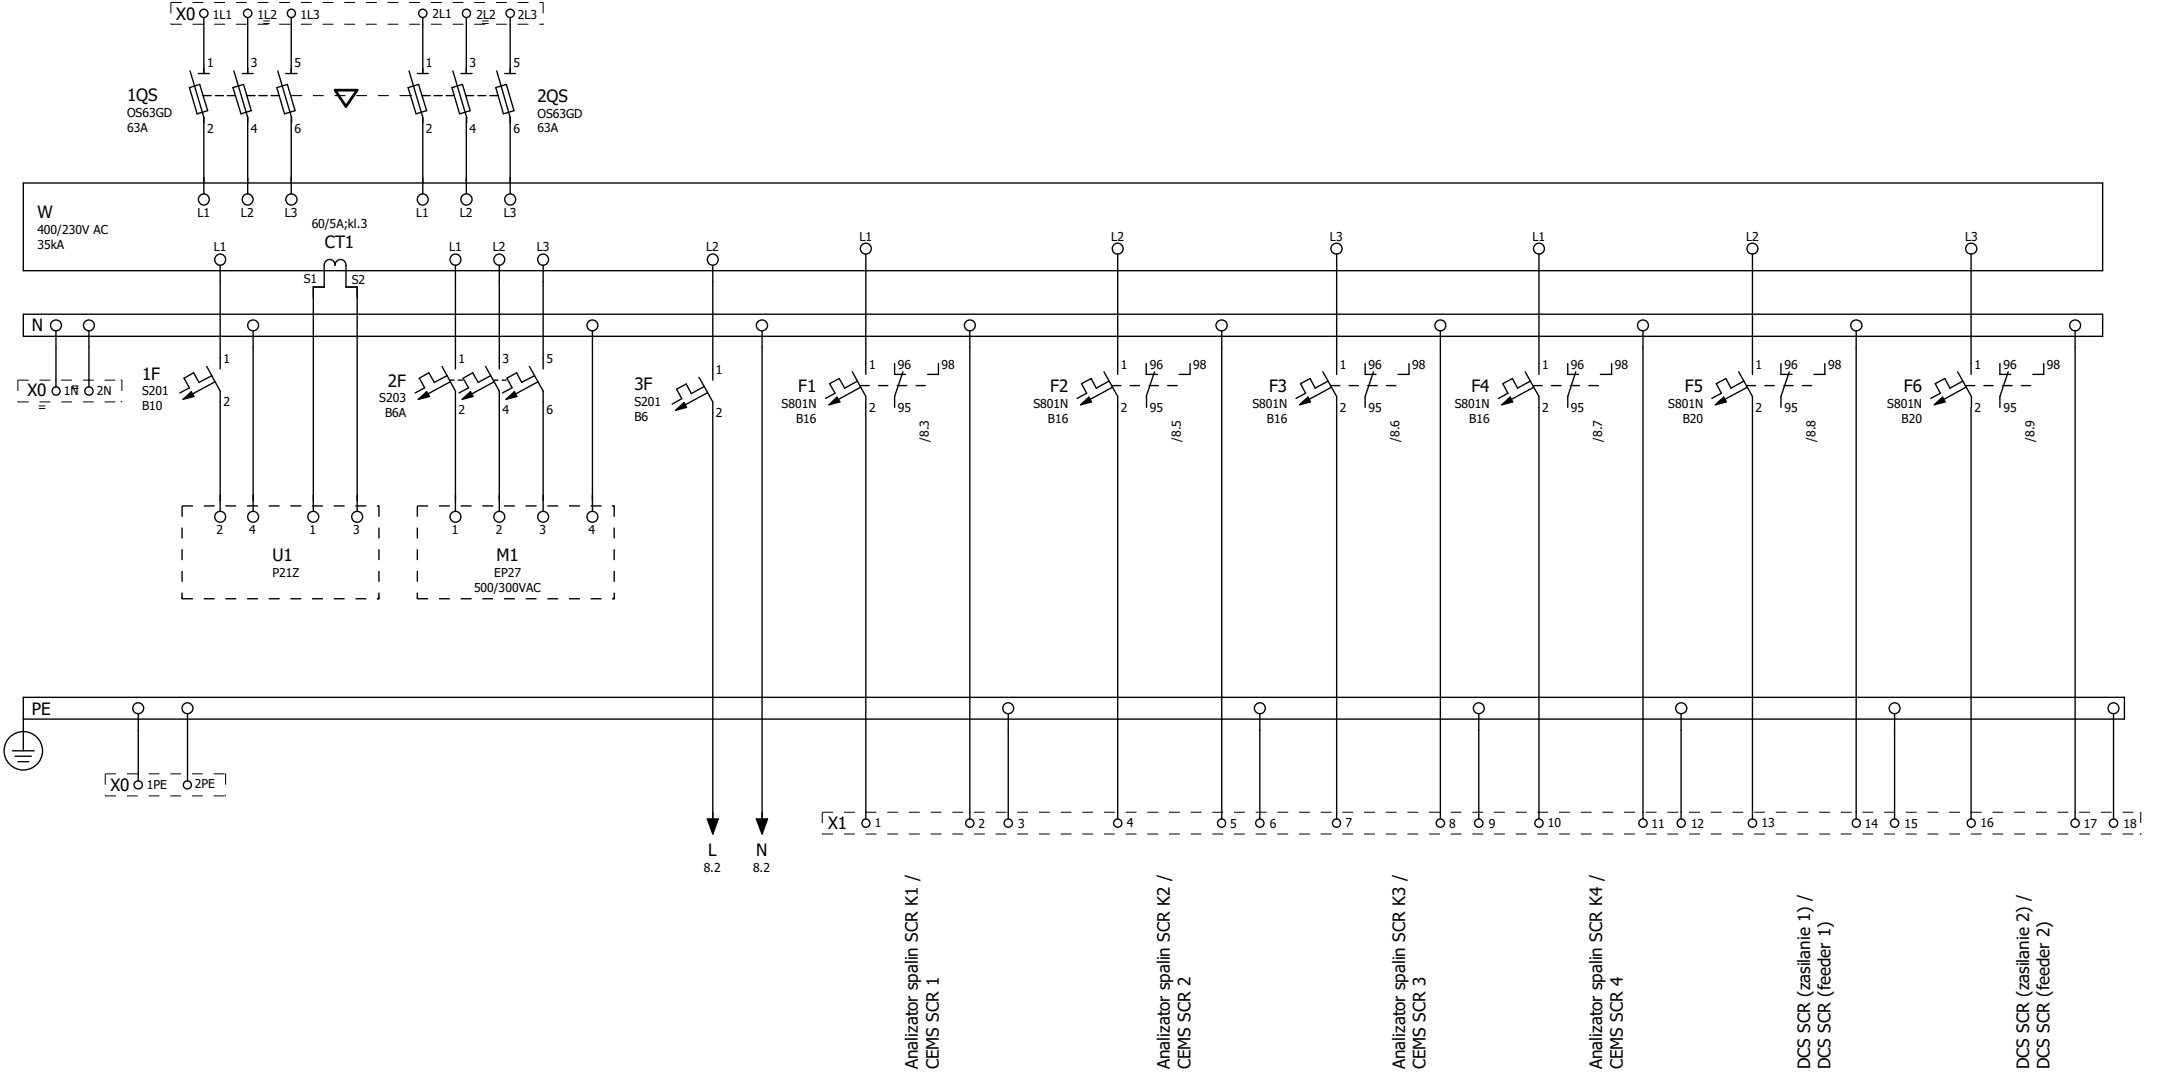 X0 1L1 1L2 1L3 2L1 2L2 2L3
=
=
1 3 5 1 3 5
1QS
OS63GD
63A
2QS
OS63GD
63A
2 4 6 2 4 6
L1 L2 L3 L1 L2 L3
W
400/230V AC
35kA
60/5A;kl.3
CT1
S1 S2
L1 L1 L2 L3 L2 L1 L2 L3 L1 L2 L3
N
X0 1N 2N
=
=
1F
S201
B10
1
2
2F
S203
B6A
1 3 5
2 4 6
3F
S201
B6
1
2
F1
S801N
B16
1 96 98
2 95
/8.3
F2
S801N
B16
1 96 98
2 95
/8.5
F3
S801N
B16
1 96 98
2 95
/8.6
F4
S801N
B16
1 96 98
2 95
/8.7
F5
S801N
B20
1 96 98
2 95
/8.8
F6
S801N
B20
1 96 98
2 95
/8.9
2 4 1 3
U1
P21Z
1 2 3 4
M1
EP27
500/300VAC
PE
X0 1PE 2PE
L
8.2
N
8.2
X1 1 2 3 4 5 6 7 8 9 10 11 12 13 14 15 16 17 18
Analizator spalin SCR K1 /
CEMS SCR 1
Analizator spalin SCR K2 /
CEMS SCR 2
Analizator spalin SCR K3 /
CEMS SCR 3
Analizator spalin SCR K4 /
CEMS SCR 4
DCS SCR (zasilanie 1) /
DCS SCR (feeder 1)
DCS SCR (zasilanie 2) /
DCS SCR (feeder 2)